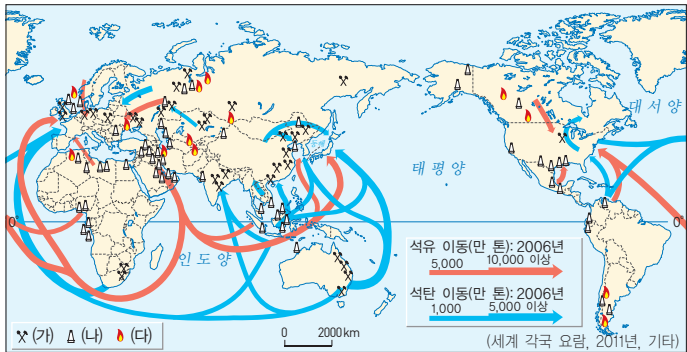 대서양
태평양
0°
0°
인도양
석유 이동(만 톤): 2006년
5,000 10,000 이상
석탄 이동(만 톤): 2006년
1,000 5,000 이상
(가) (나) (다)
0 2000 km
(세계 각국 요람, 2011년, 기타)